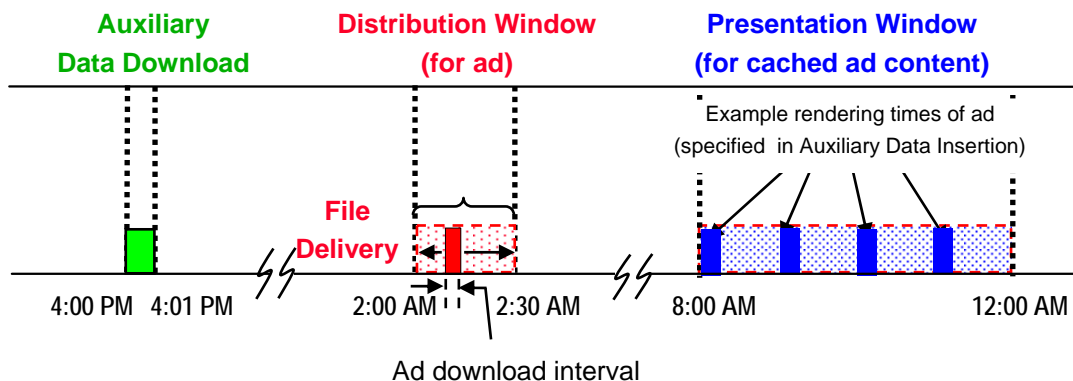 Auxiliary
Data Download
Distribution Window
(for ad)
Presentation Window
(for cached ad content)
Example rendering times of ad
(specified in Auxiliary Data Insertion)
File
Delivery
4:00 PM
4:01 PM
2:00 AM
2:30 AM
8:00 AM
12:00 AM
Ad download interval